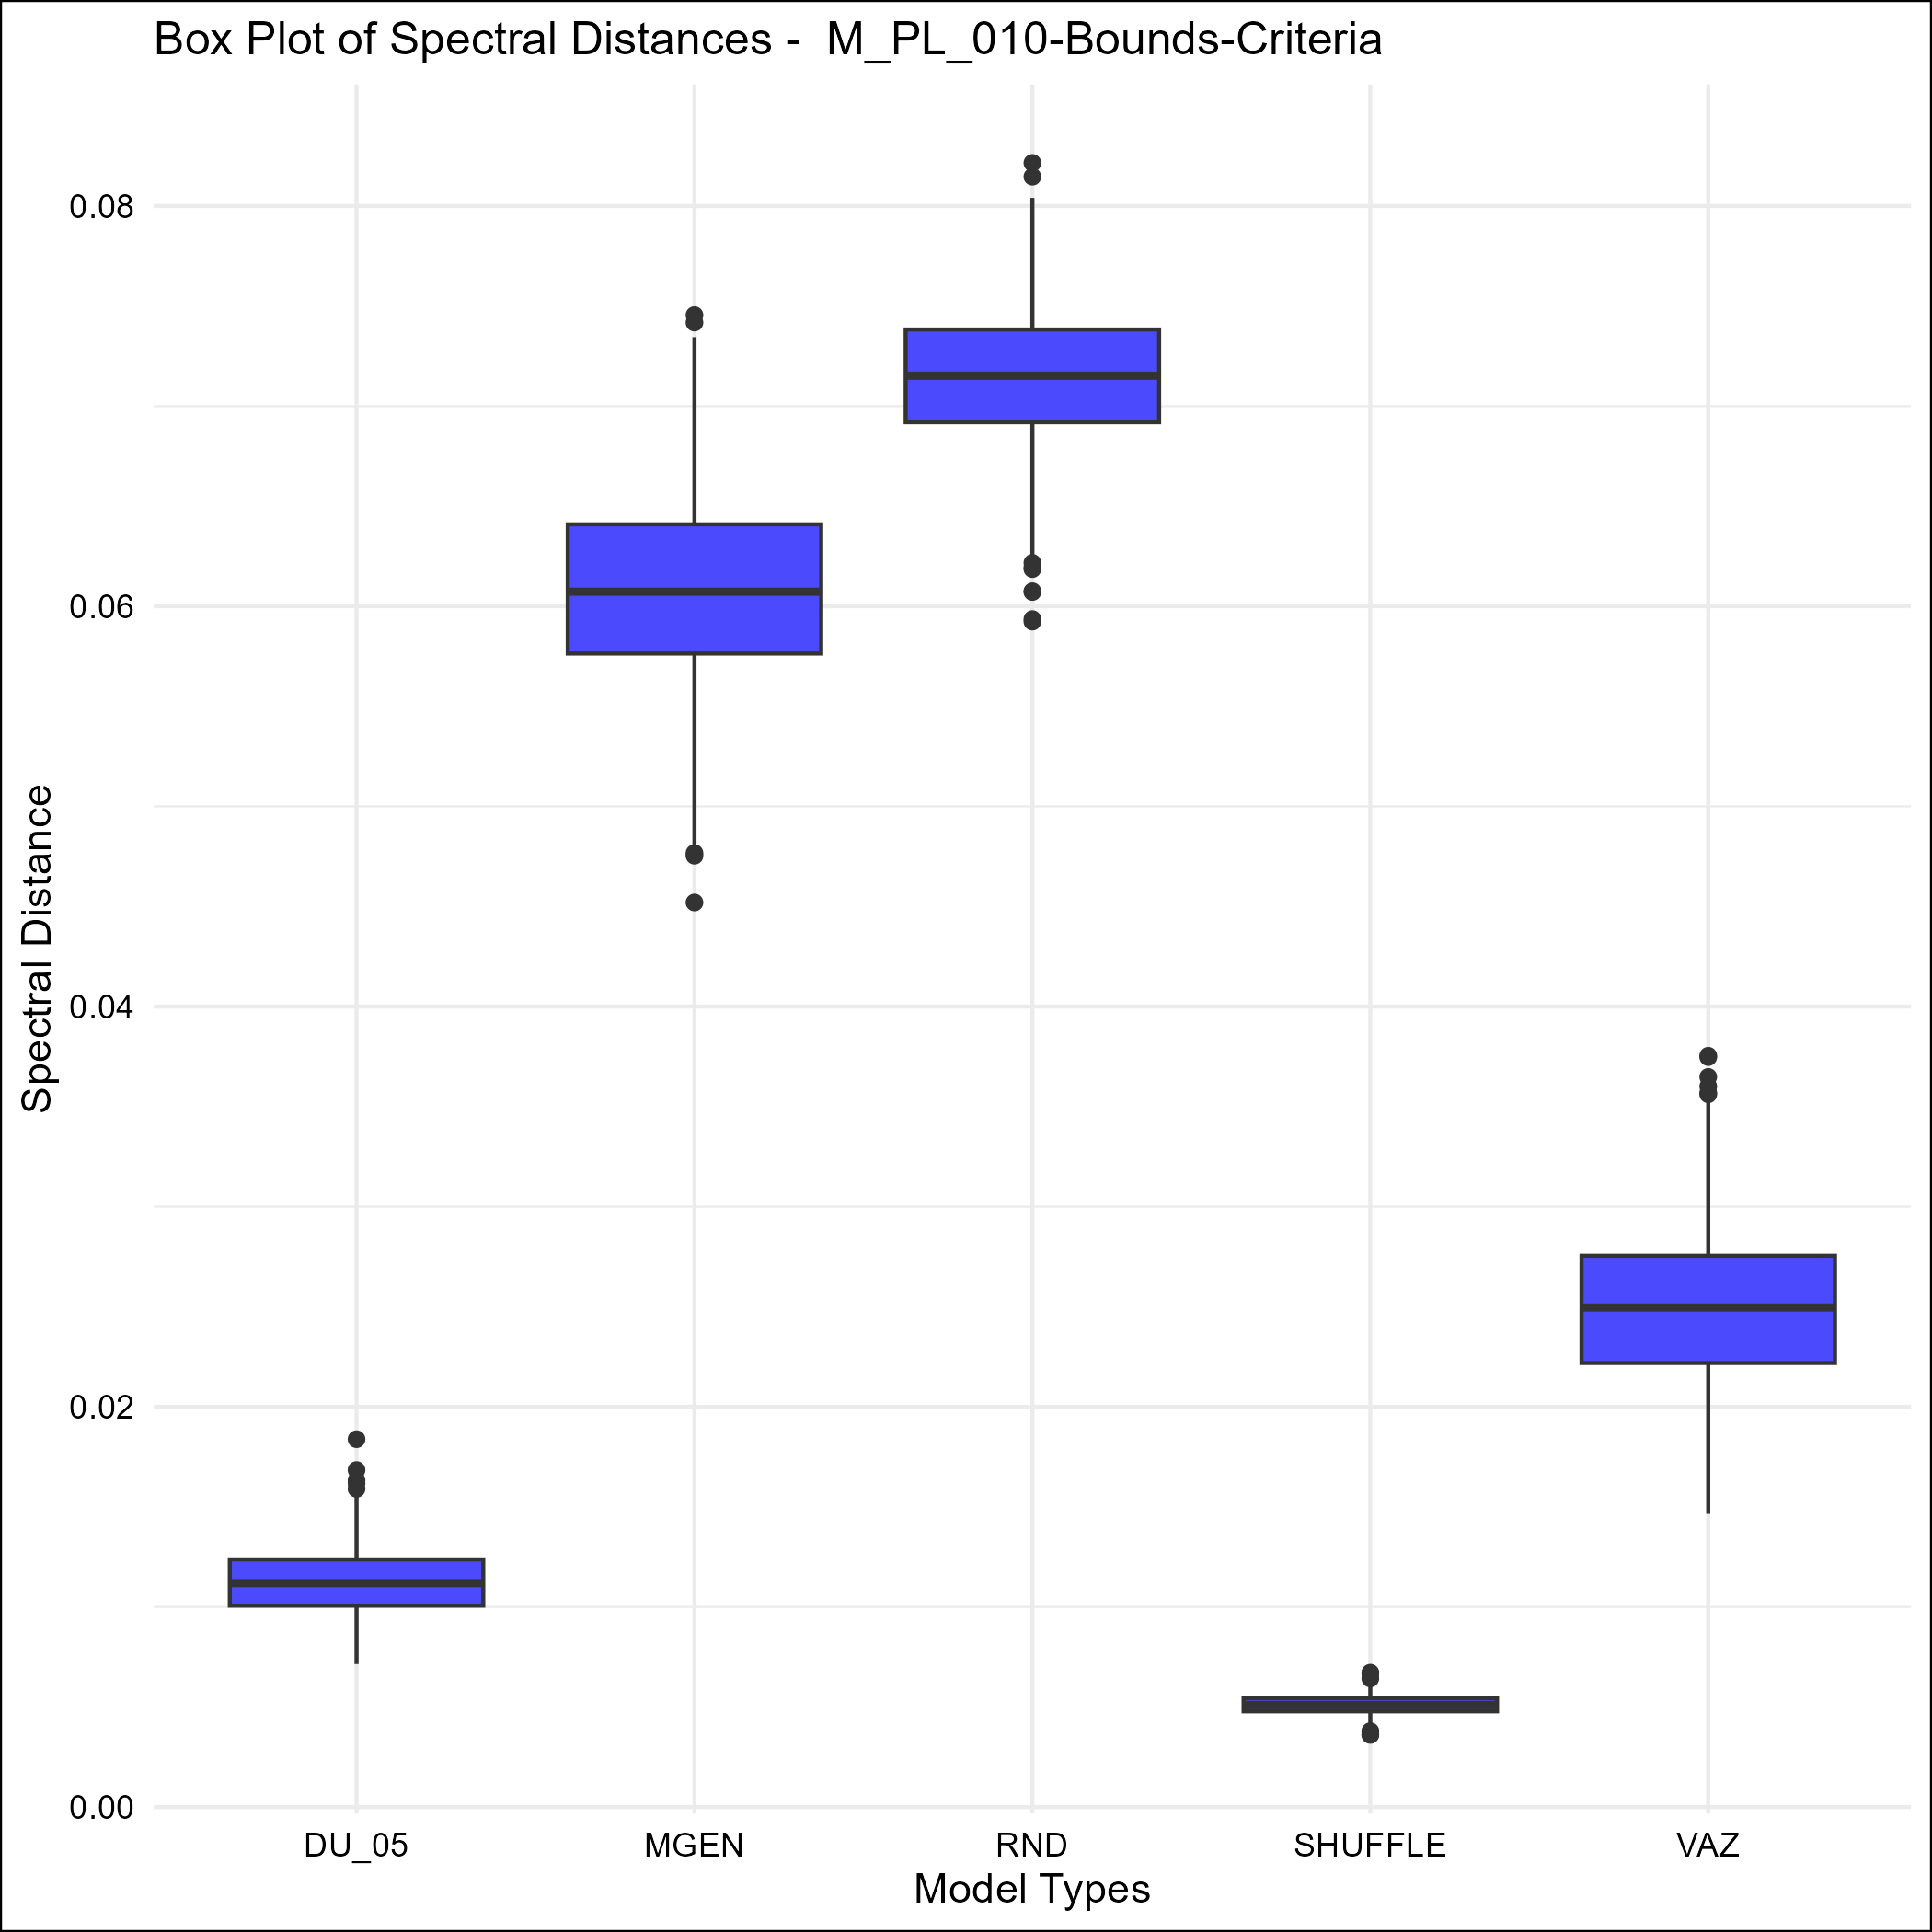 Box Plot of Spectral Distances -  M_PL_010-Bounds-Criteria
Spectral Distance
0.08
0.06
0.04
0.02
0.00
DU_05
MGEN
RND
SHUFFLE
VAZ
Model Types